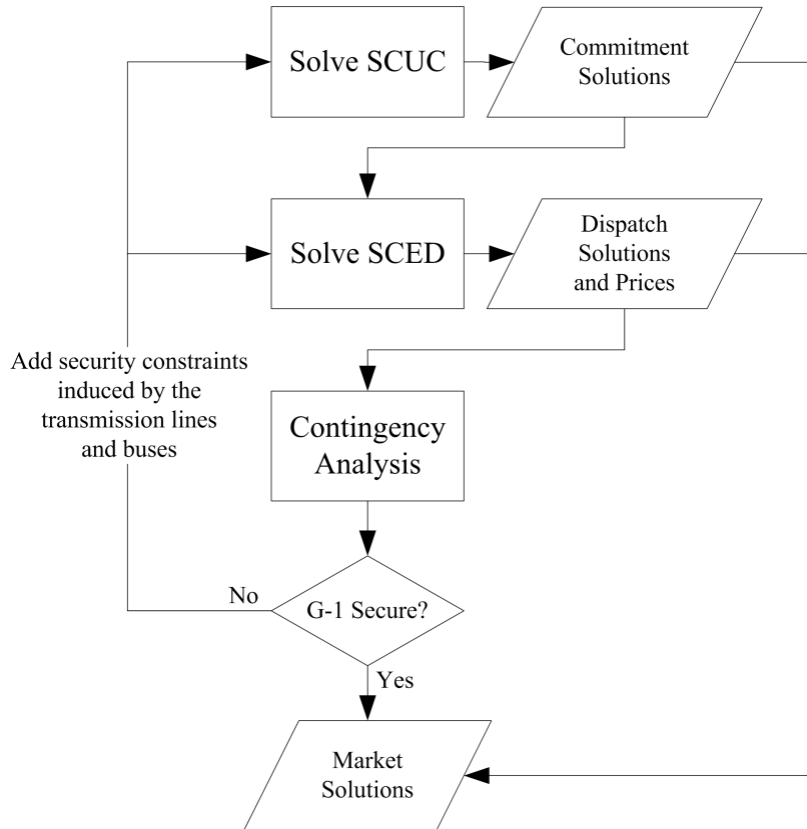 Solve SCUC
Commitment
Solutions
Solve SCED
Dispatch
Solutions
and Prices
Add security constraints
induced by the
transmission lines
and buses
Contingency
Analysis
No
G-1 Secure?
Yes
Market
Solutions